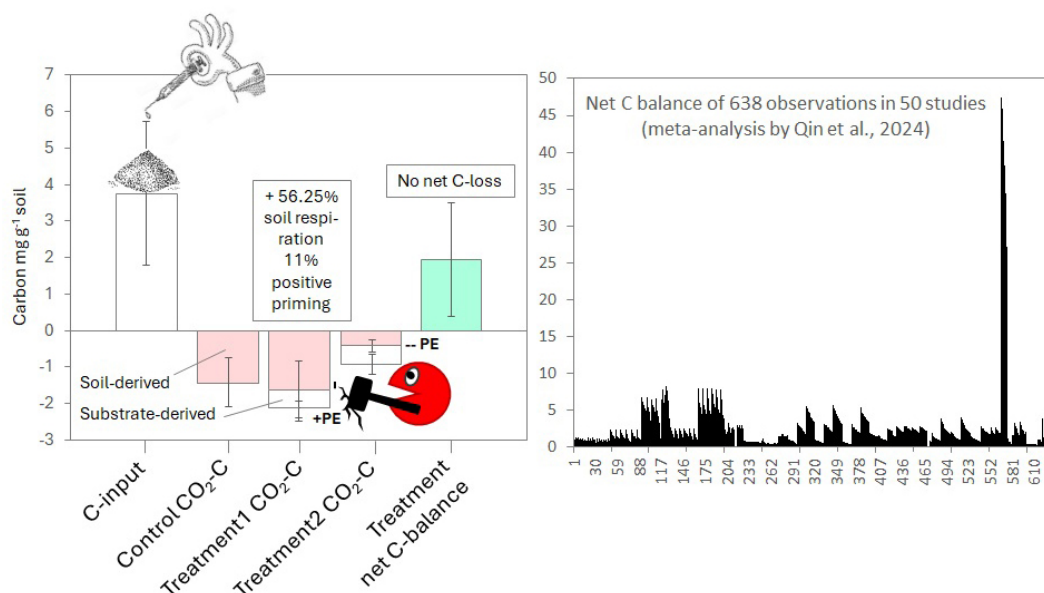 7
6
5
4
3
2
1
0
-1
-2
-3
Carbon mg g⁻¹ soil
+ 56.25%
soil respi-
ration
11%
positive
priming
No net C-loss
Soil-derived
Substrate-derived
-- PE
+PE
C-input
Control CO₂-C
Treatment1 CO₂-C
Treatment2 CO₂-C
Treatment
net C-balance
50
45
40
35
30
25
20
15
10
5
0
Net C balance of 638 observations in 50 studies
(meta-analysis by Qin et al., 2024)
1
30
59
88
117
146
175
204
233
262
291
320
349
378
407
436
465
494
523
552
581
610